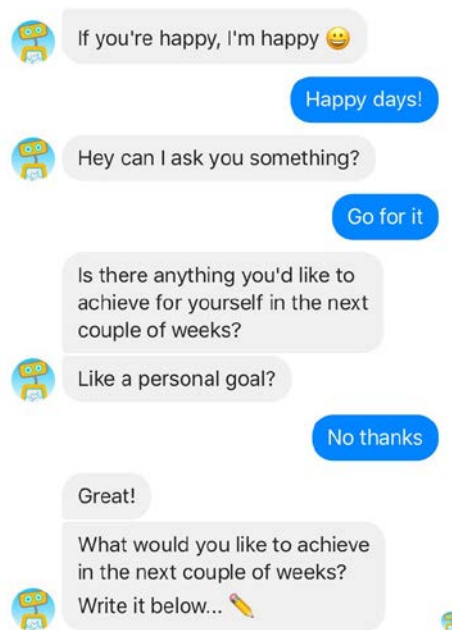 If you're happy, I'm happy 😀
Happy days!
Hey can I ask you something?
Go for it
Is there anything you'd like to
achieve for yourself in the next
couple of weeks?
Like a personal goal?
No thanks
Great!
What would you like to achieve
in the next couple of weeks?
Write it below... ✏️